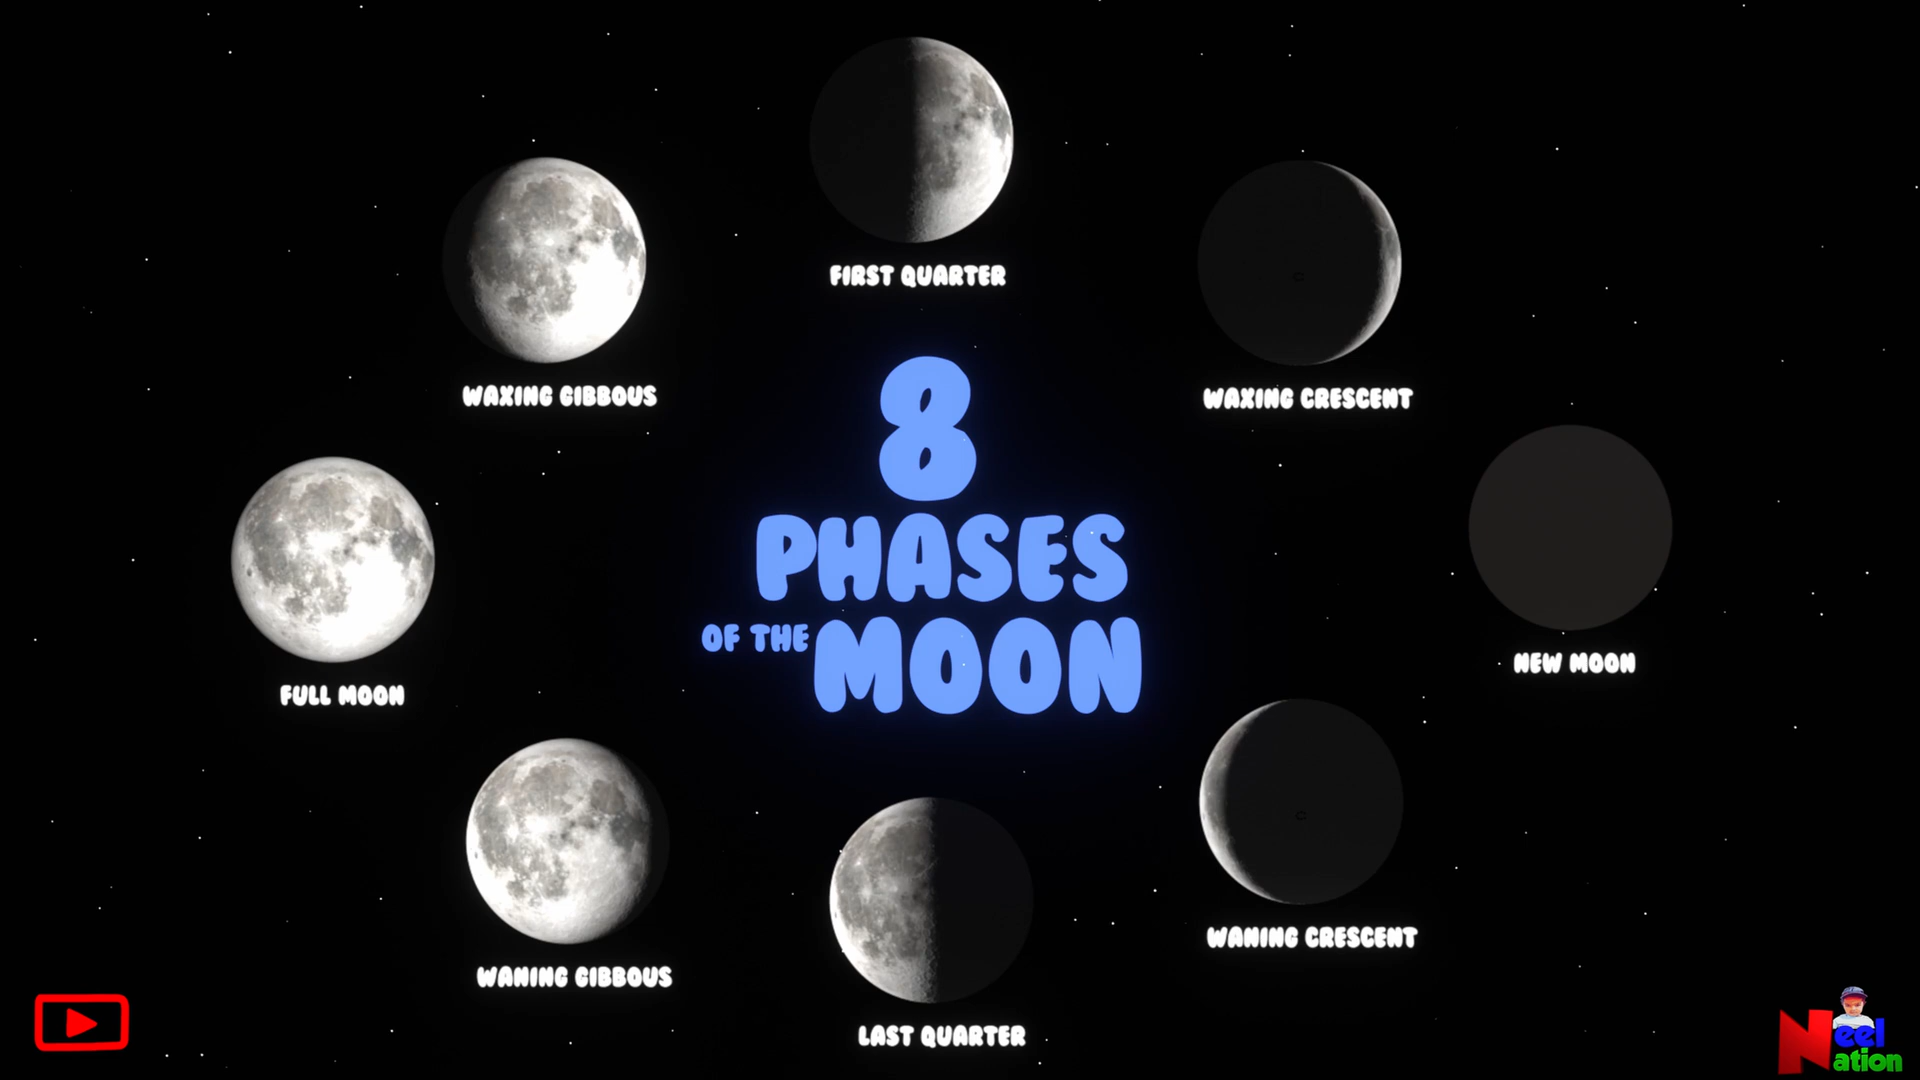 FIRST QUARTER
WAXING GIBBOUS
WAXING CRESCENT
8
PHASES
OF THE MOON
NEW MOON
FULL MOON
WANING CRESCENT
WANING GIBBOUS
LAST QUARTER
Neel
Nation